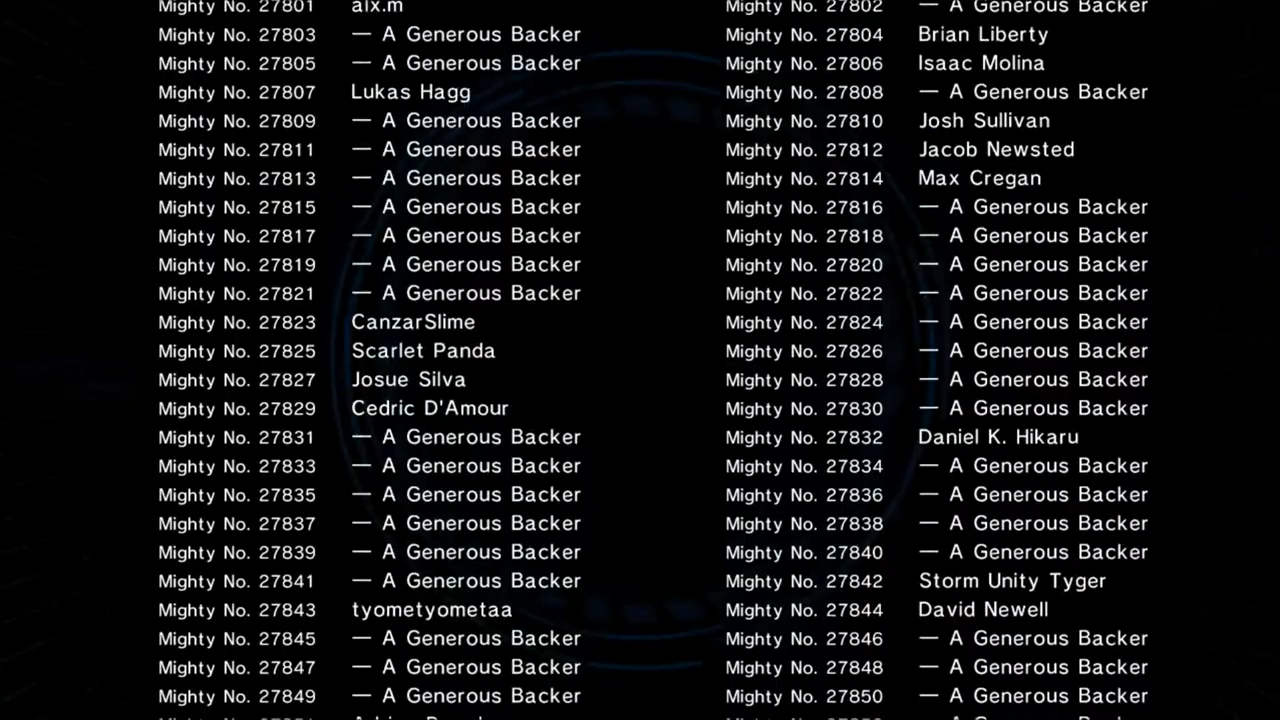 Mighty No. 27801 alx.m Mighty No. 27802 — A Generous Backer
Mighty No. 27803 — A Generous Backer Mighty No. 27804 Brian Liberty
Mighty No. 27805 — A Generous Backer Mighty No. 27806 Isaac Molina
Mighty No. 27807 Lukas Hagg Mighty No. 27808 — A Generous Backer
Mighty No. 27809 — A Generous Backer Mighty No. 27810 Josh Sullivan
Mighty No. 27811 — A Generous Backer Mighty No. 27812 Jacob Newsted
Mighty No. 27813 — A Generous Backer Mighty No. 27814 Max Cregan
Mighty No. 27815 — A Generous Backer Mighty No. 27816 — A Generous Backer
Mighty No. 27817 — A Generous Backer Mighty No. 27818 — A Generous Backer
Mighty No. 27819 — A Generous Backer Mighty No. 27820 — A Generous Backer
Mighty No. 27821 — A Generous Backer Mighty No. 27822 — A Generous Backer
Mighty No. 27823 CanzarSlime Mighty No. 27824 — A Generous Backer
Mighty No. 27825 Scarlet Panda Mighty No. 27826 — A Generous Backer
Mighty No. 27827 Josue Silva Mighty No. 27828 — A Generous Backer
Mighty No. 27829 Cedric D'Amour Mighty No. 27830 — A Generous Backer
Mighty No. 27831 — A Generous Backer Mighty No. 27832 Daniel K. Hikaru
Mighty No. 27833 — A Generous Backer Mighty No. 27834 — A Generous Backer
Mighty No. 27835 — A Generous Backer Mighty No. 27836 — A Generous Backer
Mighty No. 27837 — A Generous Backer Mighty No. 27838 — A Generous Backer
Mighty No. 27839 — A Generous Backer Mighty No. 27840 — A Generous Backer
Mighty No. 27841 — A Generous Backer Mighty No. 27842 Storm Unity Tyger
Mighty No. 27843 tyometyometaa Mighty No. 27844 David Newell
Mighty No. 27845 — A Generous Backer Mighty No. 27846 — A Generous Backer
Mighty No. 27847 — A Generous Backer Mighty No. 27848 — A Generous Backer
Mighty No. 27849 — A Generous Backer Mighty No. 27850 — A Generous Backer